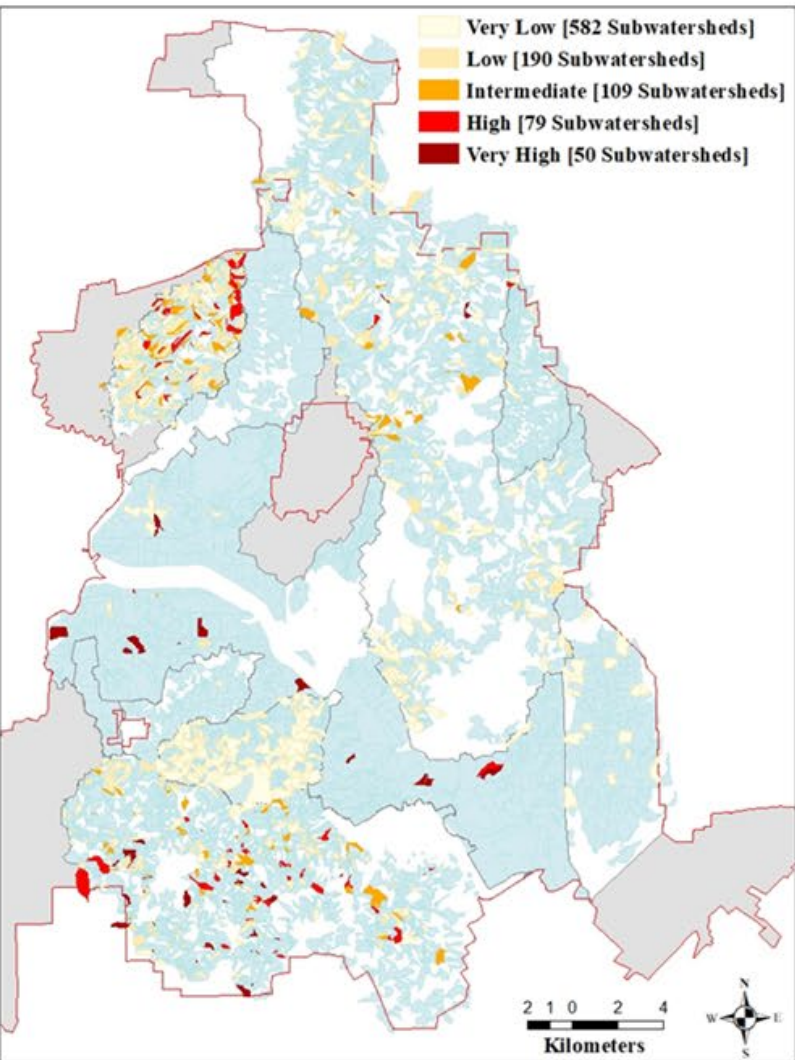 Very Low [582 Subwatersheds]
Low [190 Subwatersheds]
Intermediate [109 Subwatersheds]
High [79 Subwatersheds]
Very High [50 Subwatersheds]
N
W E
S
2 1 0 2 4
Kilometers